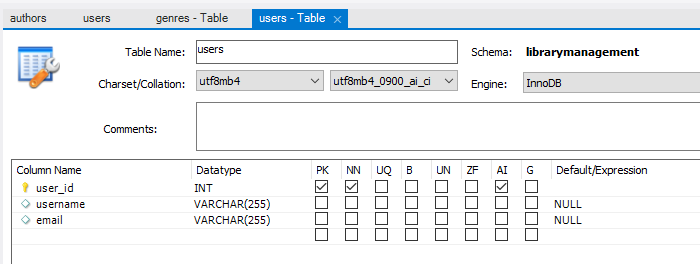 authors users genres - Table users - Table
Table Name: users Schema: librarymanagement
Charset/Collation: utf8mb4 utf8mb4_0900_ai_ci Engine: InnoDB
Comments:
Column Name Datatype PK NN UQ B UN ZF AI G Default/Expression
user_id INT
username VARCHAR(255) NULL
email VARCHAR(255) NULL